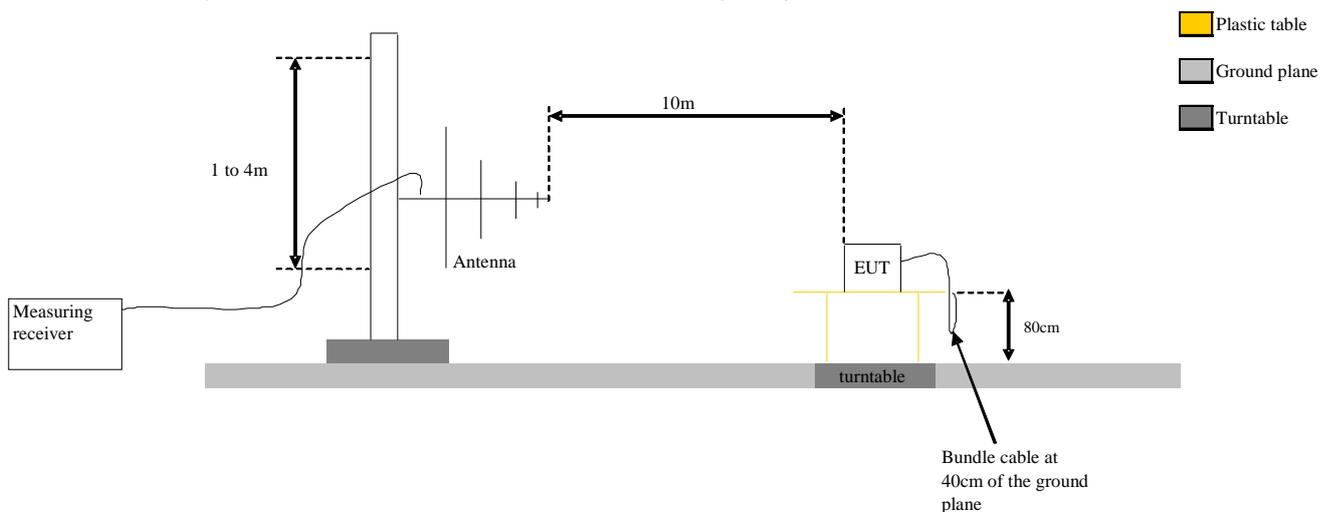 Plastic table
Ground plane
Turntable
10m
1 to 4m
Antenna
EUT
Measuring
receiver
80cm
turntable
Bundle cable at
40cm of the ground
plane